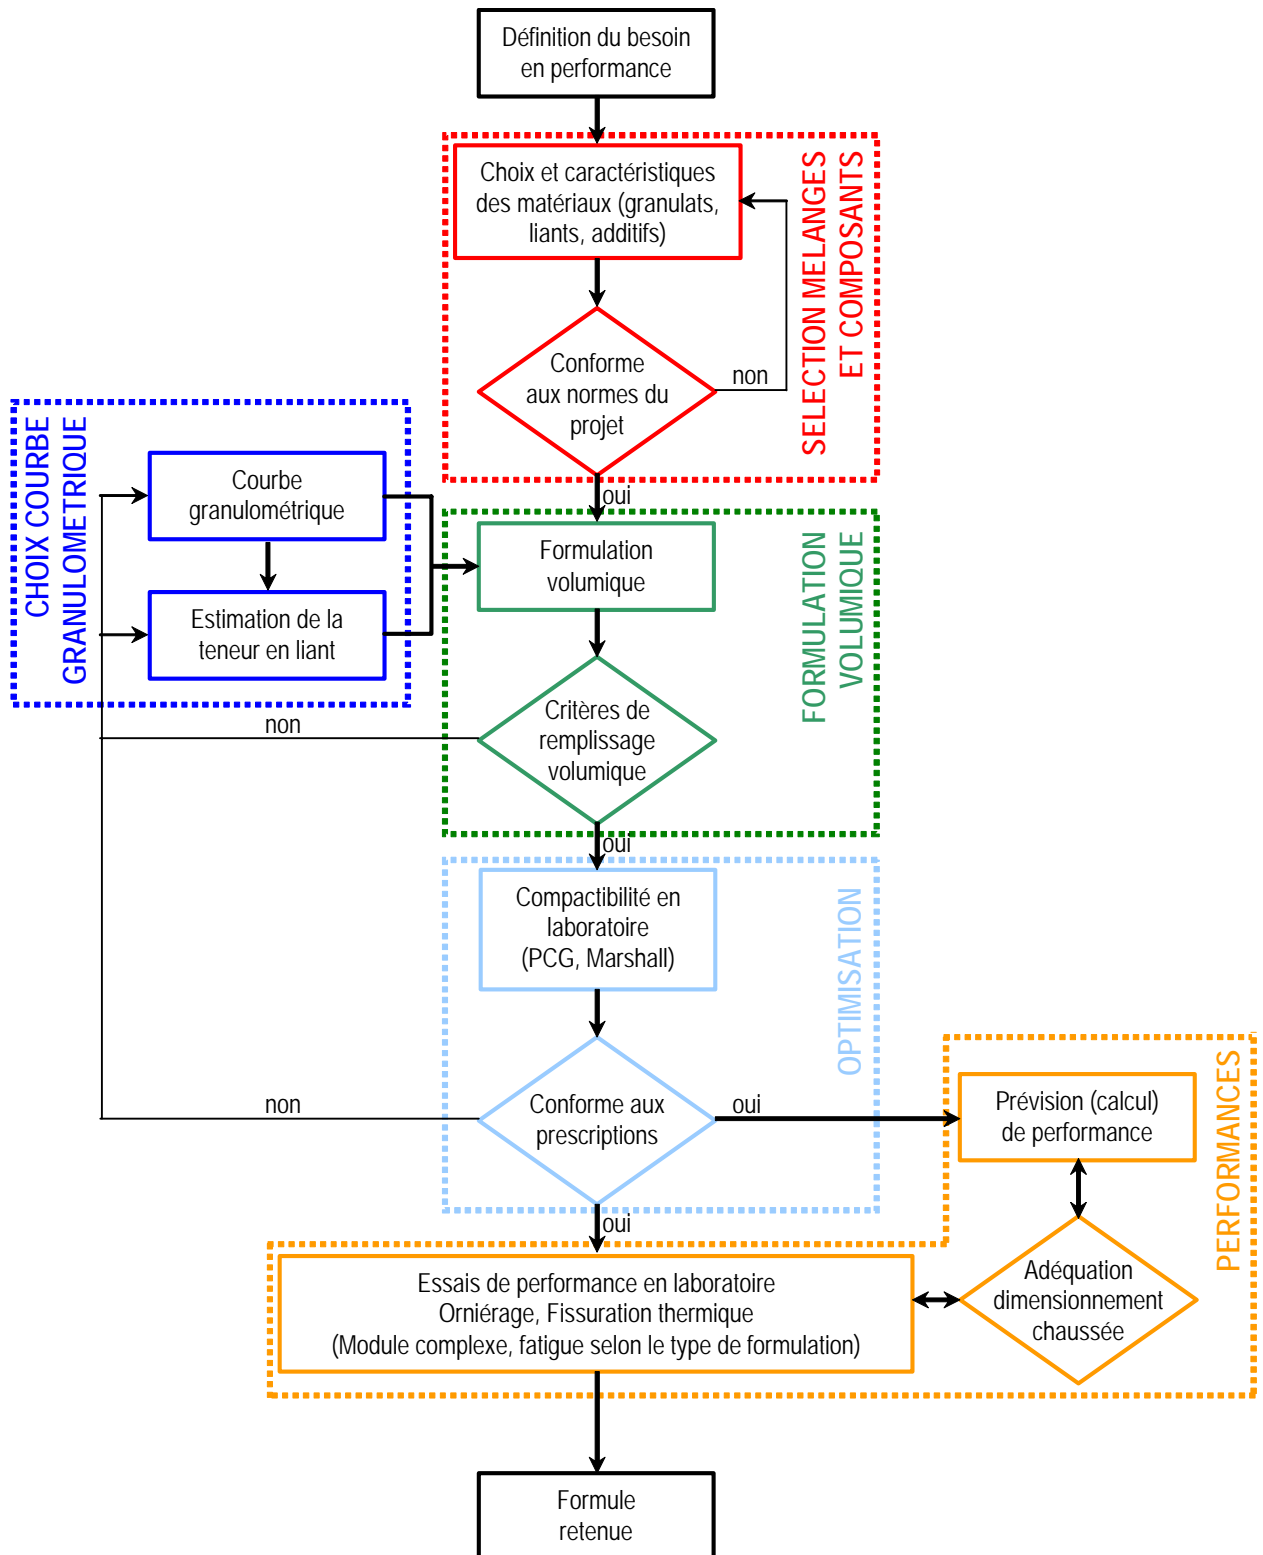 Définition du besoin
en performance
Choix et caractéristiques
des matériaux (granulats,
liants, additifs)
SELECTION MELANGES
ET COMPOSANTS
Conforme
aux normes du
projet
non
oui
CHOIX COURBE
GRANULOMETRIQUE
Courbe
granulométrique
Estimation de la
teneur en liant
Formulation
volumique
FORMULATION
VOLUMIQUE
Critères de
remplissage
volumique
non
oui
Compactibilité en
laboratoire
(PCG, Marshall)
OPTIMISATION
Conforme aux
prescriptions
non
oui
oui
Prévision (calcul)
de performance
PERFORMANCES
Adéquation
dimensionnement
chaussée
Essais de performance en laboratoire
Orniérage, Fissuration thermique
(Module complexe, fatigue selon le type de formulation)
Formule
retenue